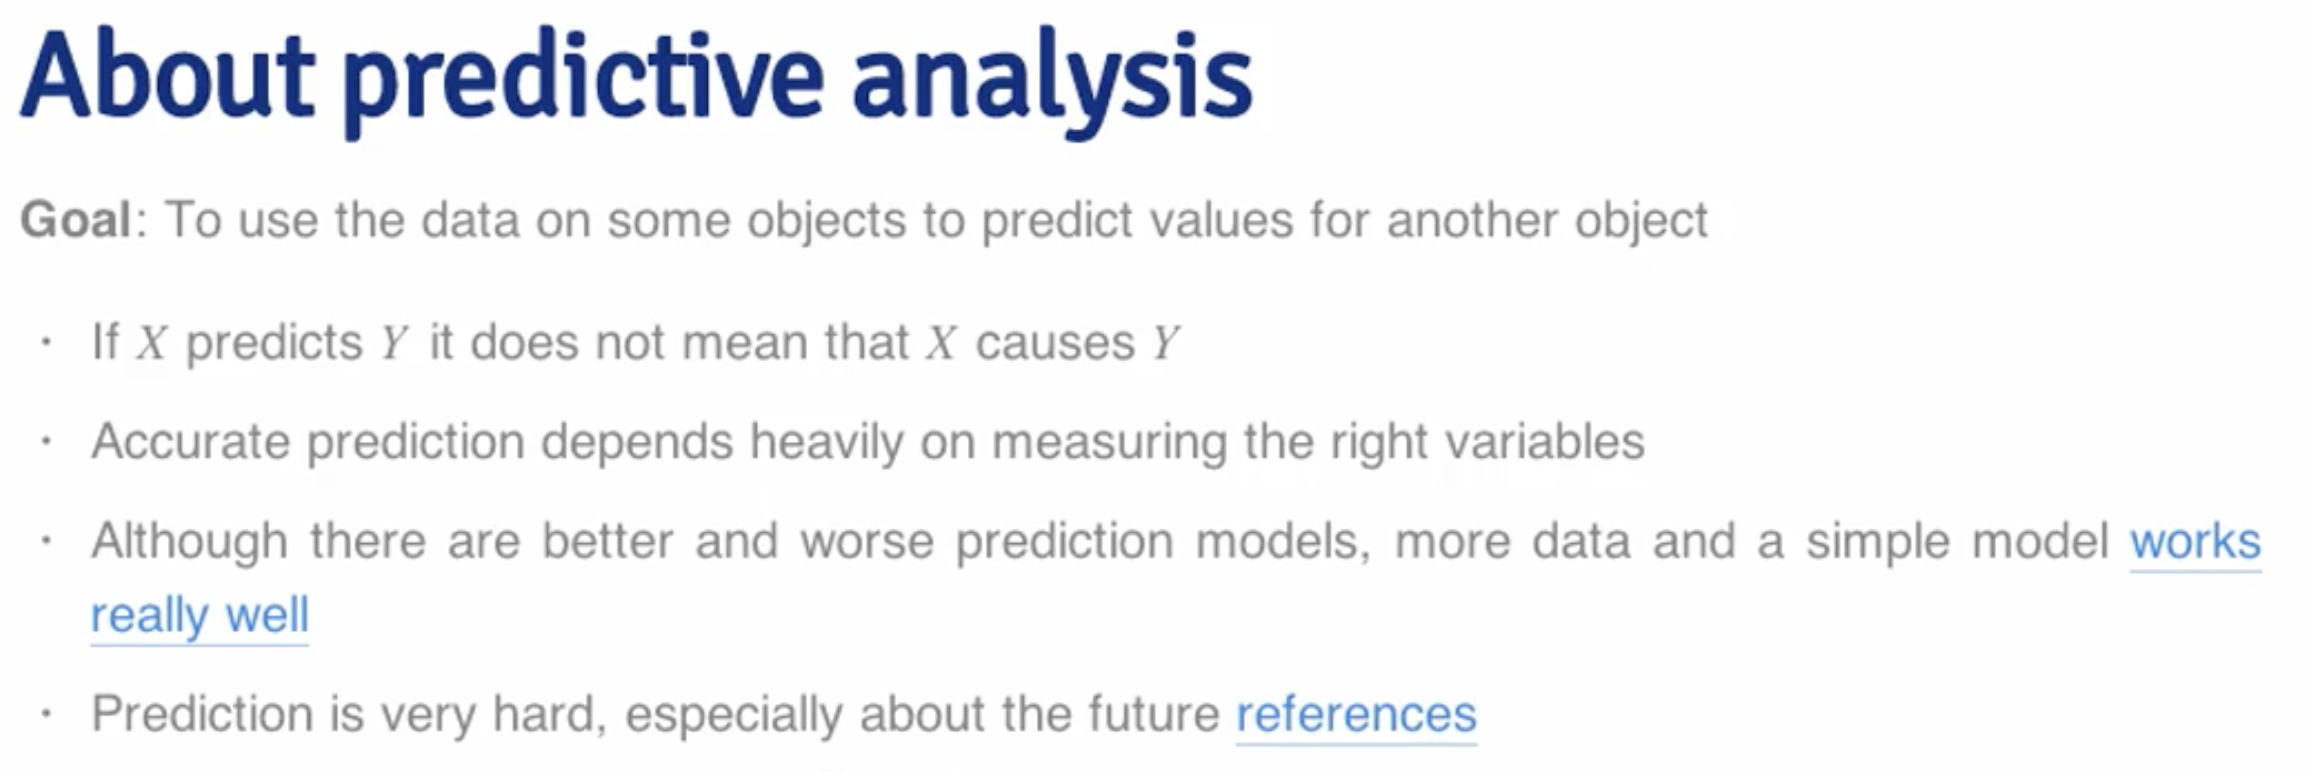 About predictive analysis
Goal: To use the data on some objects to predict values for another object
· If X predicts Y it does not mean that X causes Y
· Accurate prediction depends heavily on measuring the right variables
· Although there are better and worse prediction models, more data and a simple model works
really well
· Prediction is very hard, especially about the future references